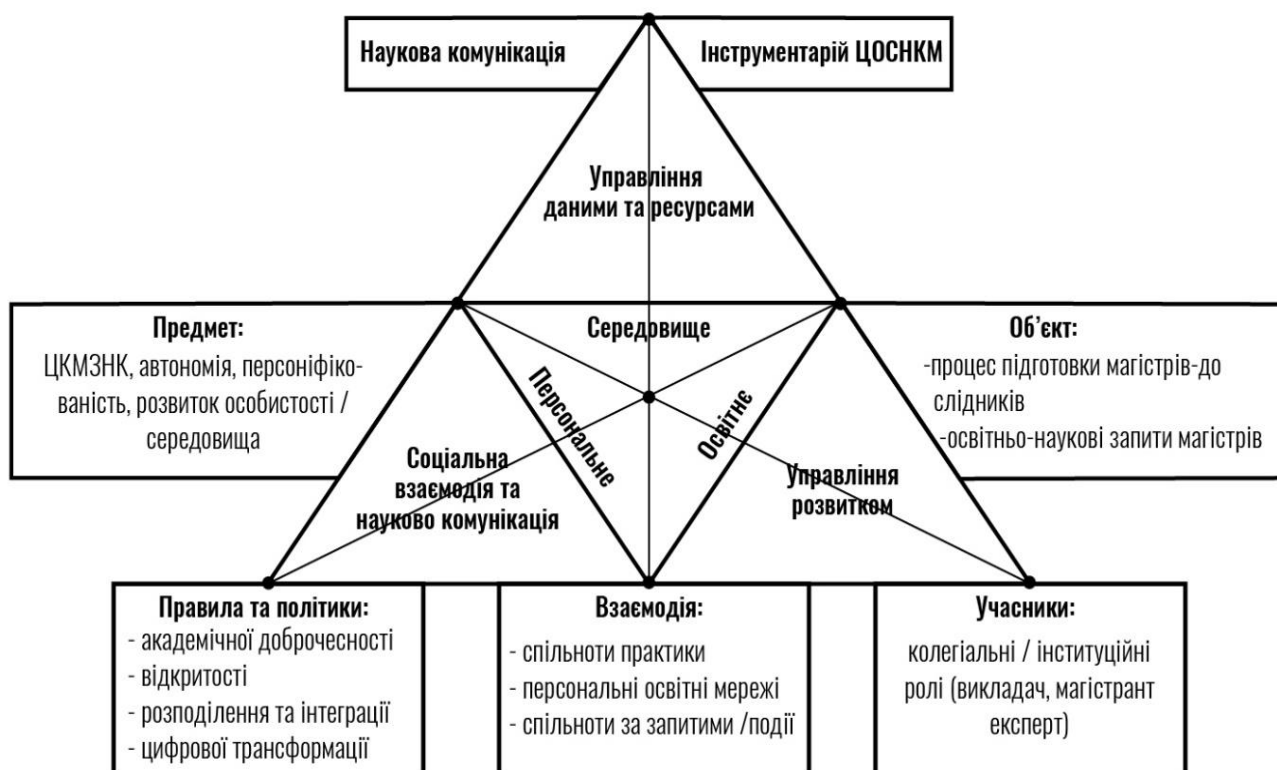 Наукова комунікація
Інструментарій ЦОСНКМ
Управління
даними та ресурсами
Предмет:
ЦКМЗНК, автономія, персоніфіко-
ваність, розвиток особистості /
середовища
Середовище
Персональне
Освітнє
Об’єкт:
-процес підготовки магістрів-до
слідників
-освітньо-наукові запити магістрів
Соціальна
взаємодія та
науково комунікація
Управління
розвитком
Правила та політики:
- академічної доброчесності
- відкритості
- розподілення та інтеграції
- цифрової трансформації
Взаємодія:
- спільноти практики
- персональні освітні мережі
- спільноти за запитими /події
Учасники:
колегіальні / інституційні
ролі (викладач, магістрант
експерт)